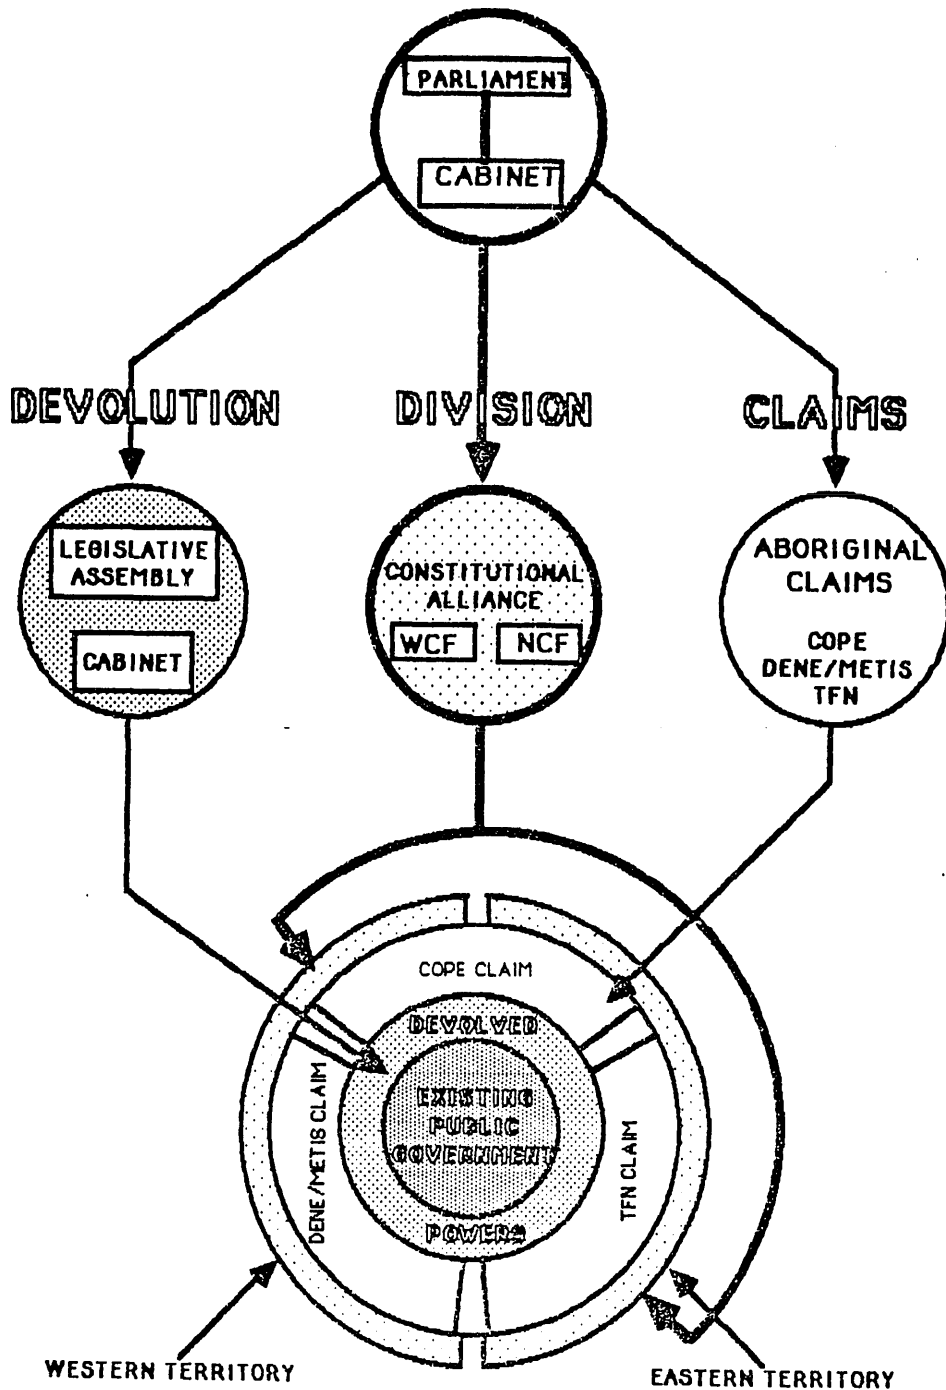 PARLIAMENT
CABINET
DEVOLUTION
DIVISION
CLAIMS
LEGISLATIVE
ASSEMBLY
CABINET
CONSTITUTIONAL
ALLIANCE
WCF
NCF
ABORIGINAL
CLAIMS
COPE
DENE/METIS
TFN
COPE CLAIM
DEVOLVED
EXISTING
PUBLIC
GOVERNMENT
POWERS
DENE/METIS CLAIM
TFN CLAIM
WESTERN TERRITORY
EASTERN TERRITORY